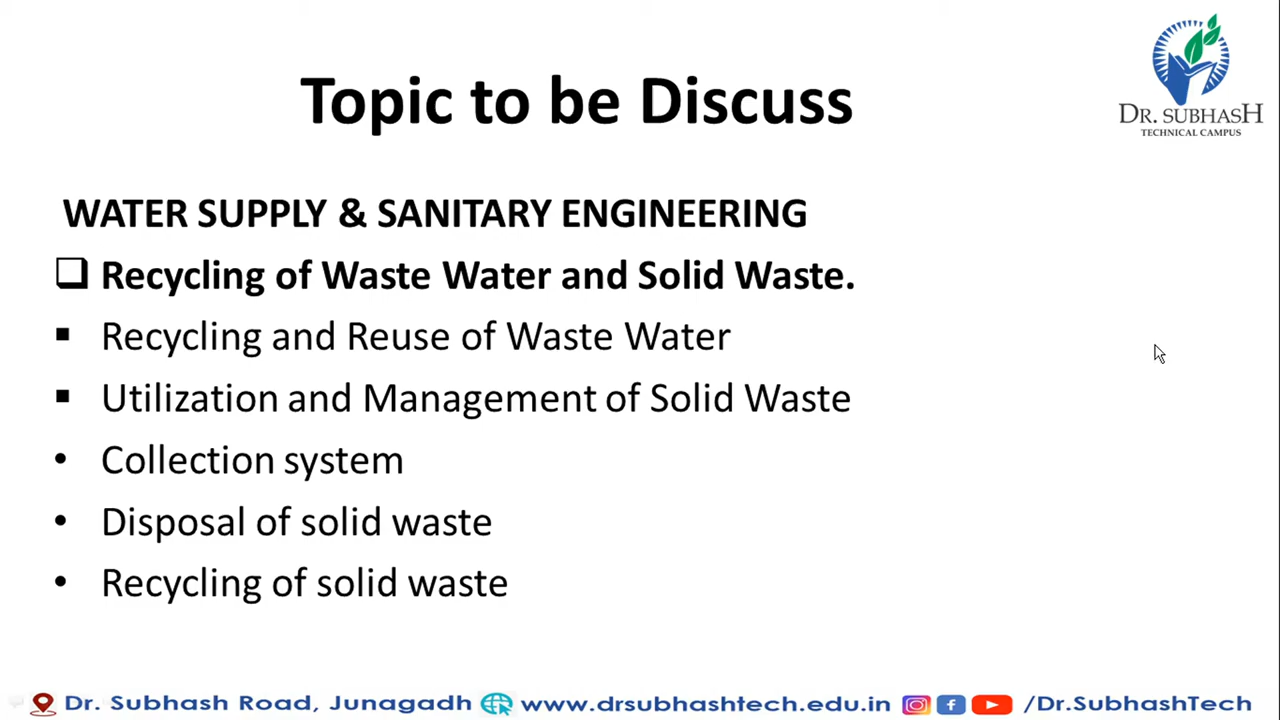 Topic to be Discuss
DR. SUBHASH
TECHNICAL CAMPUS
WATER SUPPLY & SANITARY ENGINEERING
Recycling of Waste Water and Solid Waste.
Recycling and Reuse of Waste Water
Utilization and Management of Solid Waste
Collection system
Disposal of solid waste
Recycling of solid waste
Dr. Subhash Road, Junagadh www.drsubhashtech.edu.in /Dr.SubhashTech